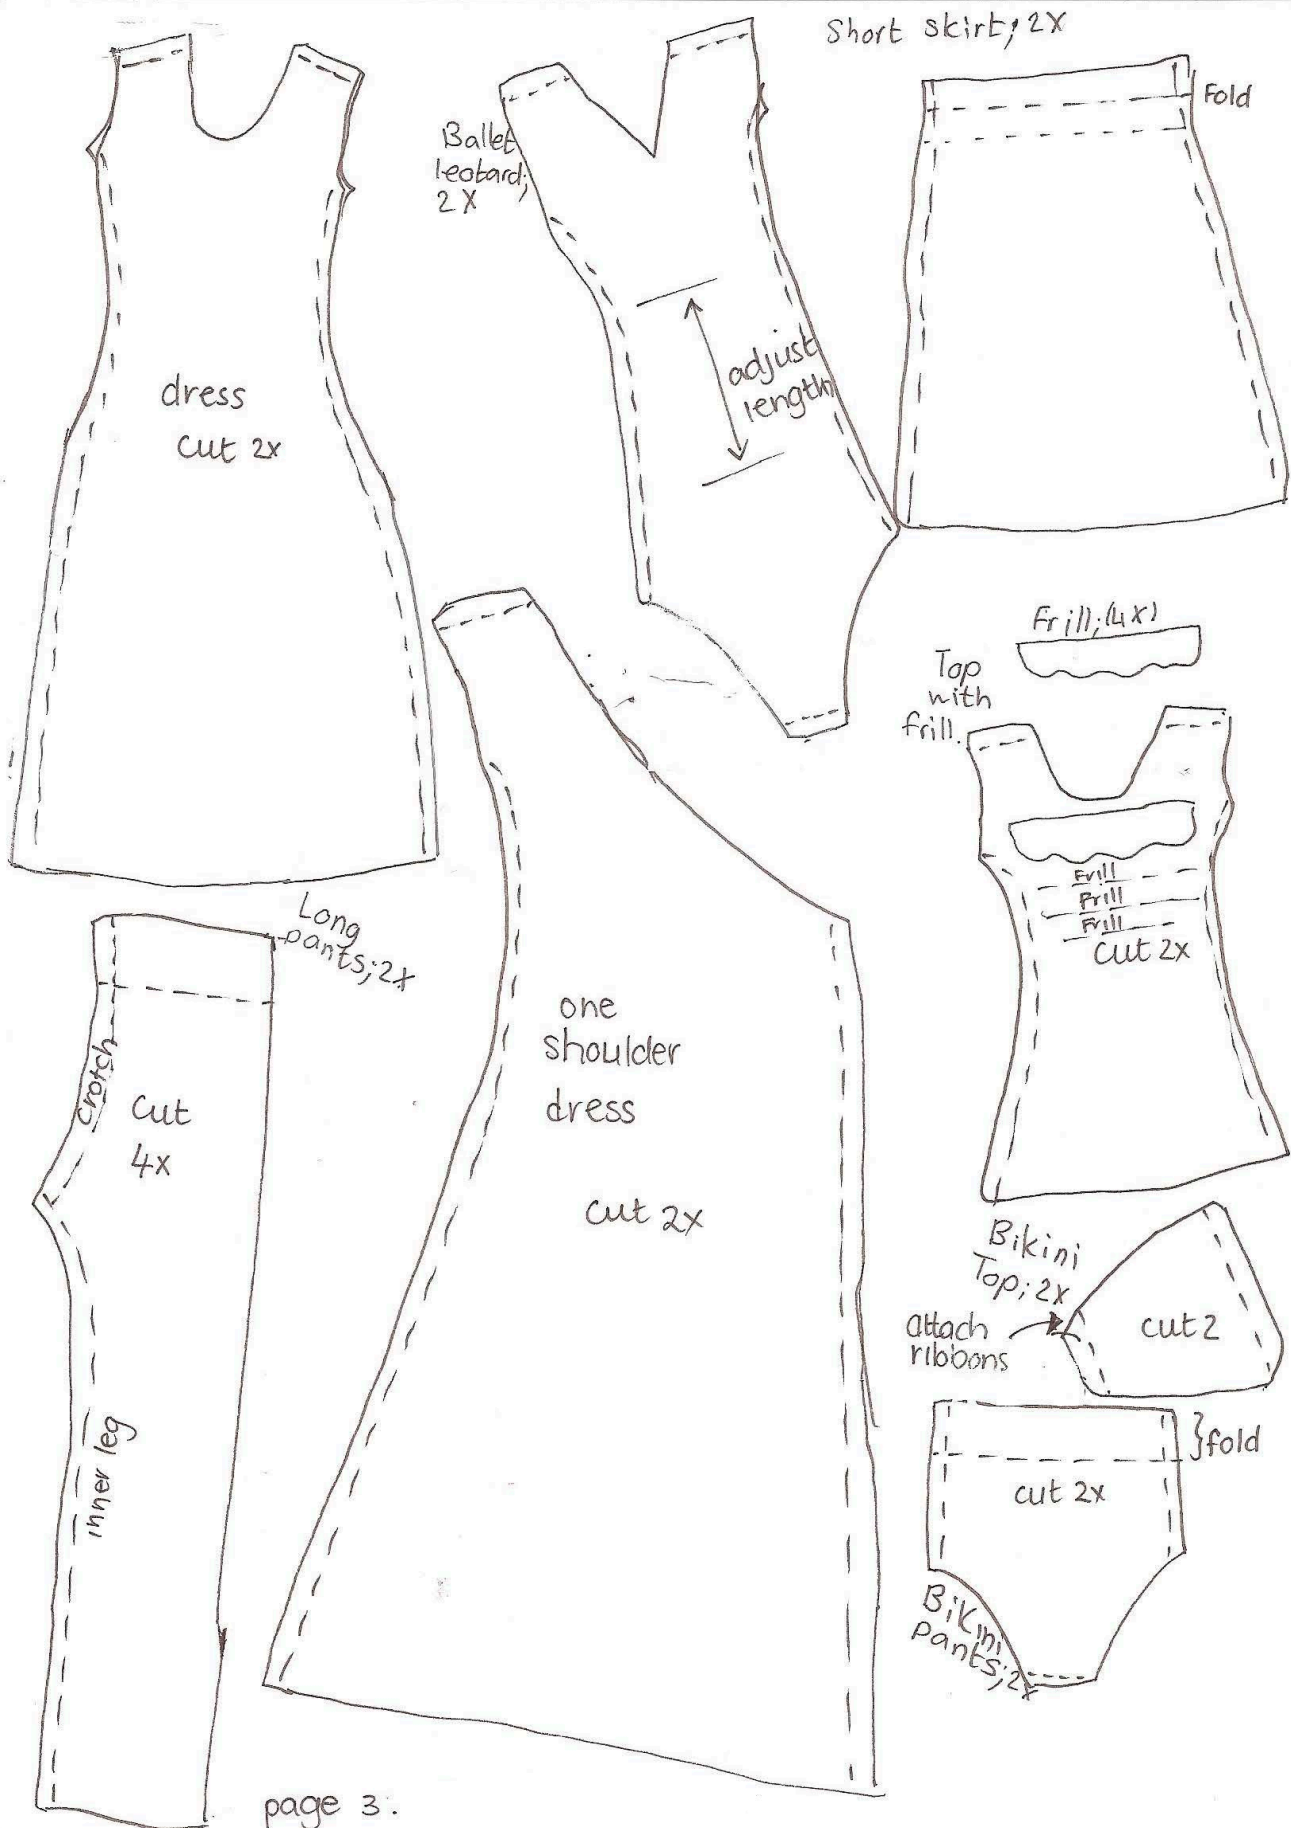 Short skirt; 2X
Fold
Ballet
leotard;
2X
adjust
length
dress
cut 2x
Frill; (4x)
Top
with
frill.
Frill
Frill
Frill
cut 2x
Long
pants; 2x
crotch
cut
4x
inner leg
one
shoulder
dress
cut 2x
Bikini
Top; 2x
attach
ribbons
cut 2
fold
cut 2x
Bikini
pants; 2x
page 3.